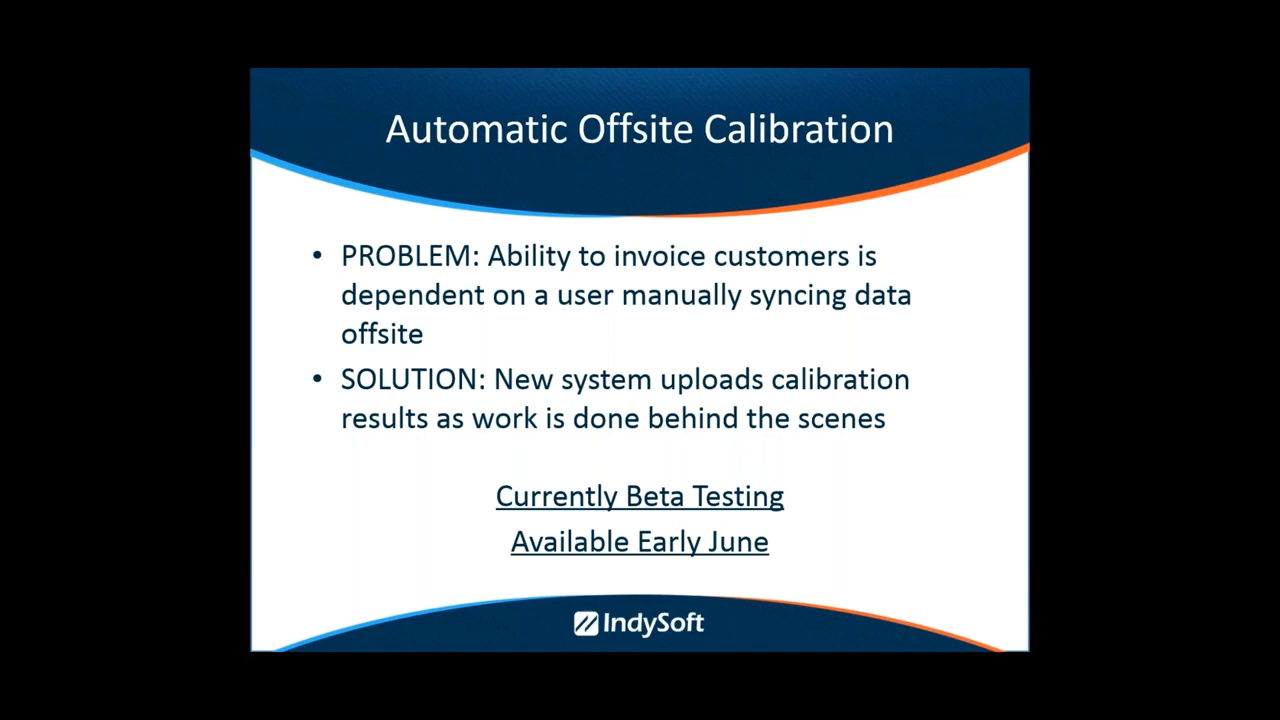 Automatic Offsite Calibration
• PROBLEM: Ability to invoice customers is
dependent on a user manually syncing data
offsite
• SOLUTION: New system uploads calibration
results as work is done behind the scenes
Currently Beta Testing
Available Early June
IndySoft